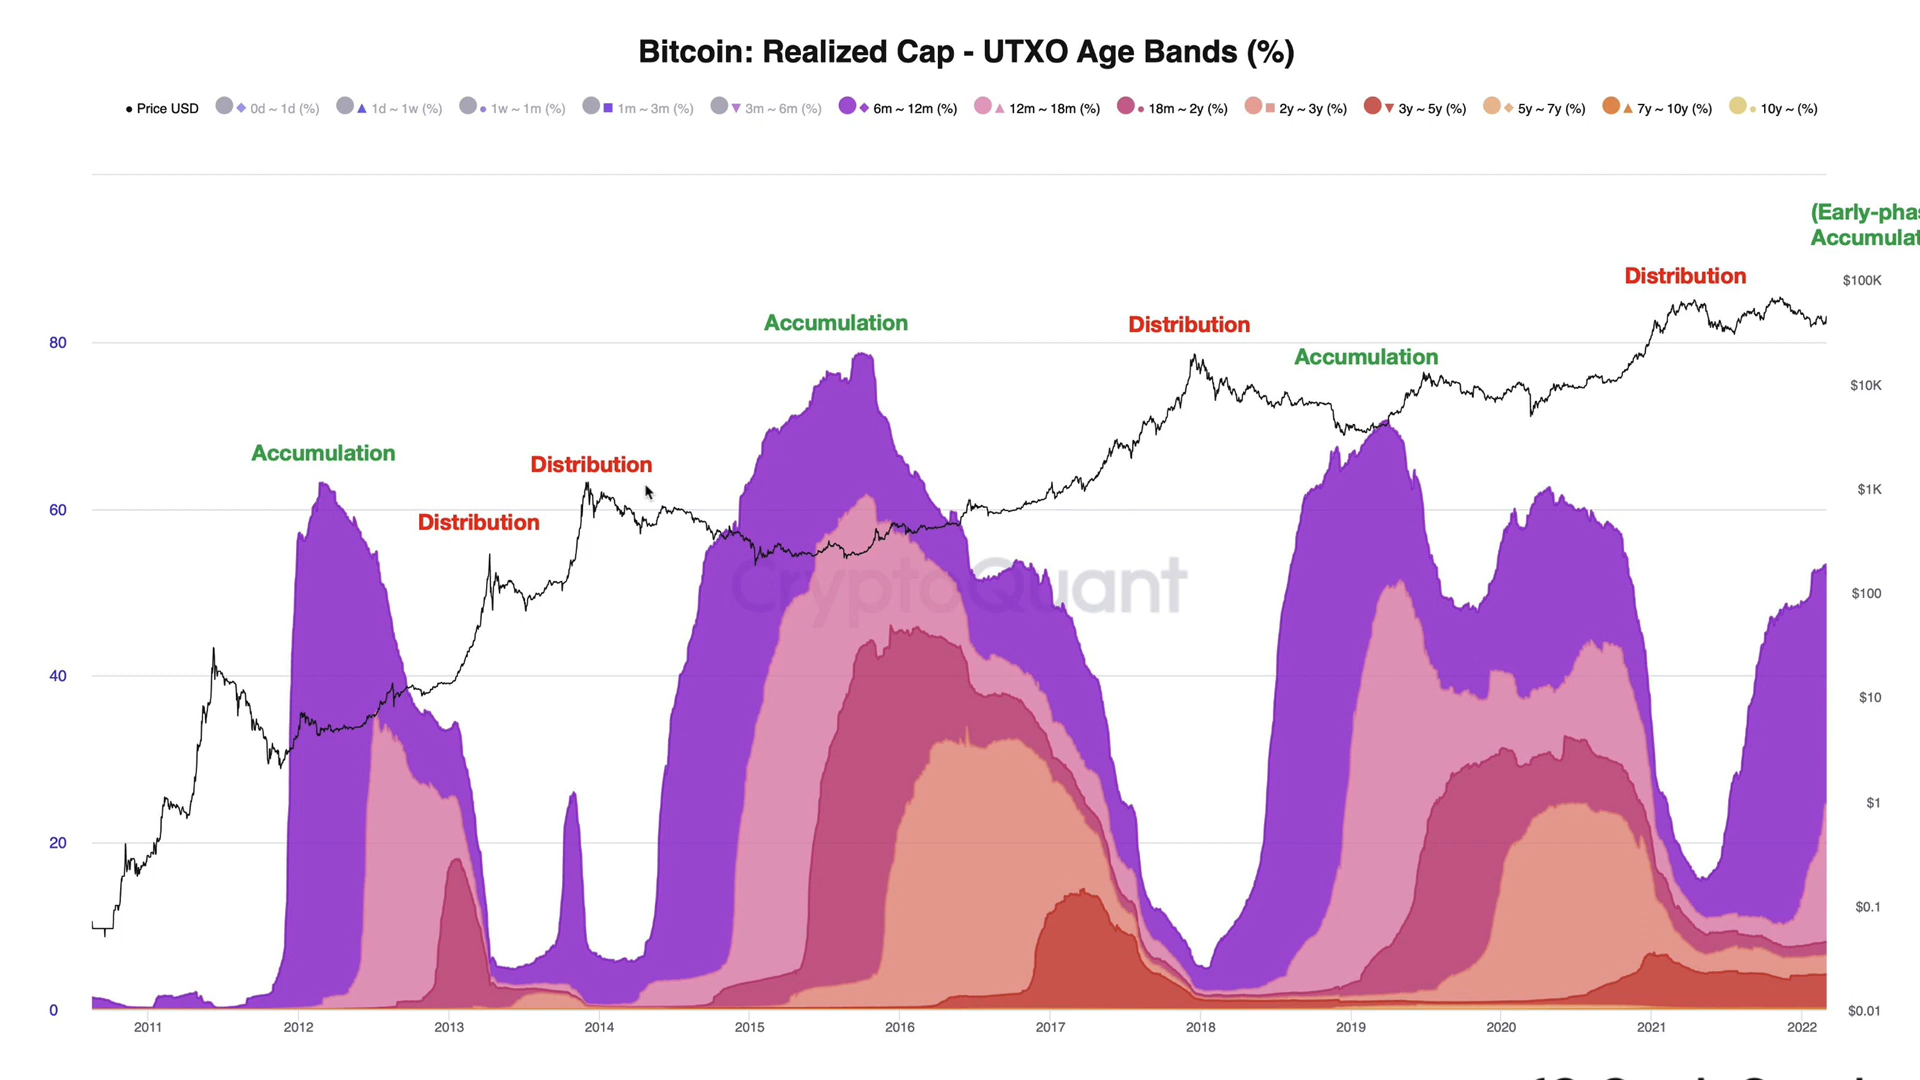 Bitcoin: Realized Cap - UTXO Age Bands (%)
Price USD 0d ~ 1d (%) 1d ~ 1w (%) 1w ~ 1m (%) 1m ~ 3m (%) 3m ~ 6m (%) 6m ~ 12m (%) 12m ~ 18m (%) 18m ~ 2y (%) 2y ~ 3y (%) 3y ~ 5y (%) 5y ~ 7y (%) 7y ~ 10y (%) 10y ~ (%)
(Early-phas
Accumulat
Distribution
$100K
Accumulation
Distribution
80
Accumulation
$10K
Accumulation
Distribution
$1K
60
Distribution
CryptoQuant
$100
40
$10
$1
20
$0.1
0
$0.01
2011 2012 2013 2014 2015 2016 2017 2018 2019 2020 2021 2022